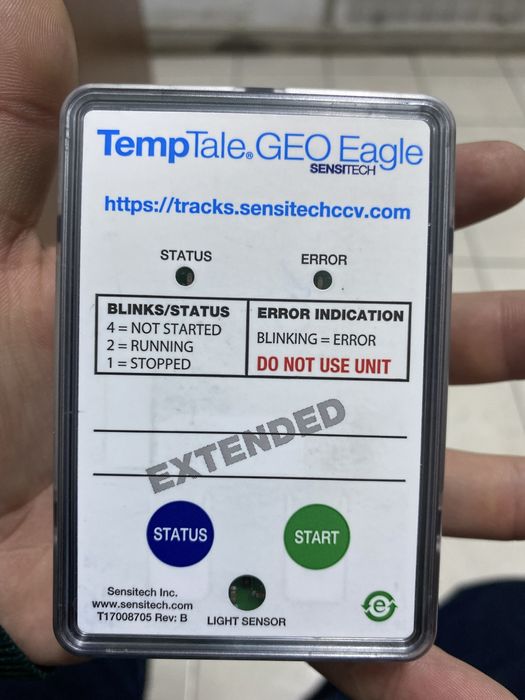 TempTale® GEO Eagle
SENSITECH
https://tracks.sensitechccv.com
STATUS ERROR
BLINKS/STATUS
4 = NOT STARTED
2 = RUNNING
1 = STOPPED
ERROR INDICATION
BLINKING = ERROR
DO NOT USE UNIT
EXTENDED
STATUS START
Sensitech Inc.
www.sensitech.com
T17008705 Rev: B
LIGHT SENSOR
e